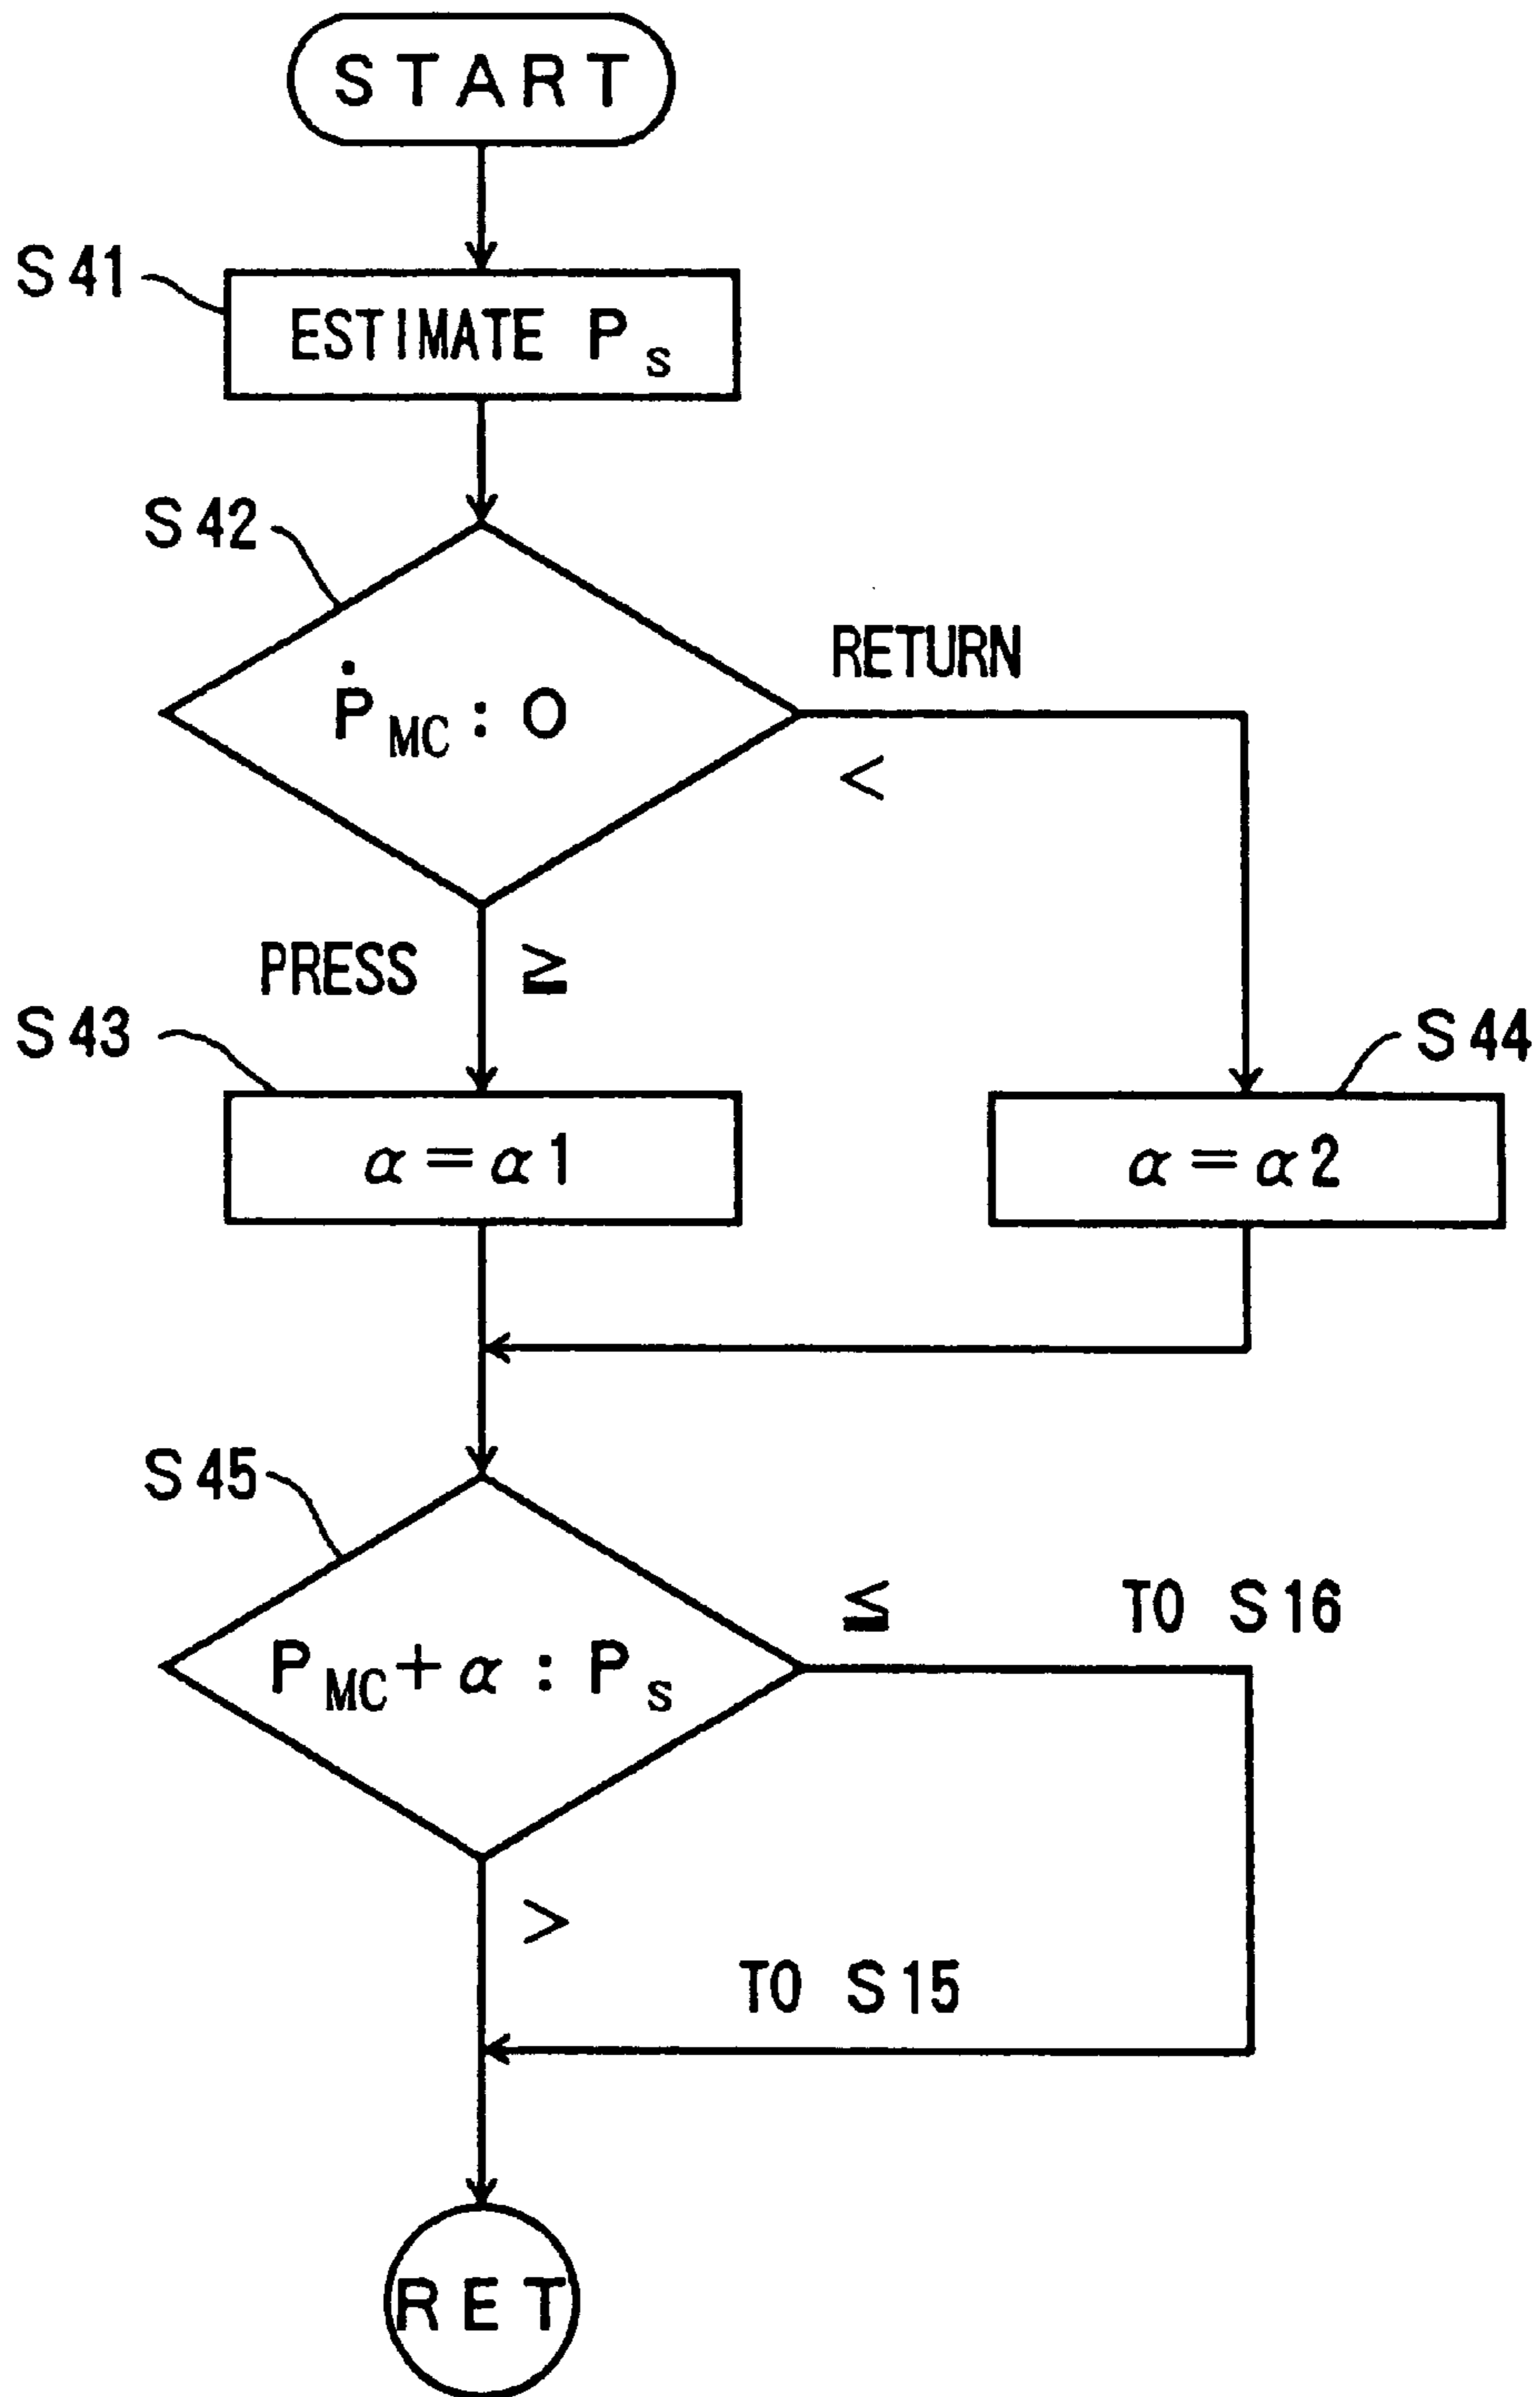 START
S41
ESTIMATE Ps
S42
ṖMC : 0
RETURN
<
PRESS ≧
S43
S44
α=α1
α=α2
S45
PMC+α : Ps
≦ TO S16
>
TO S15
RET